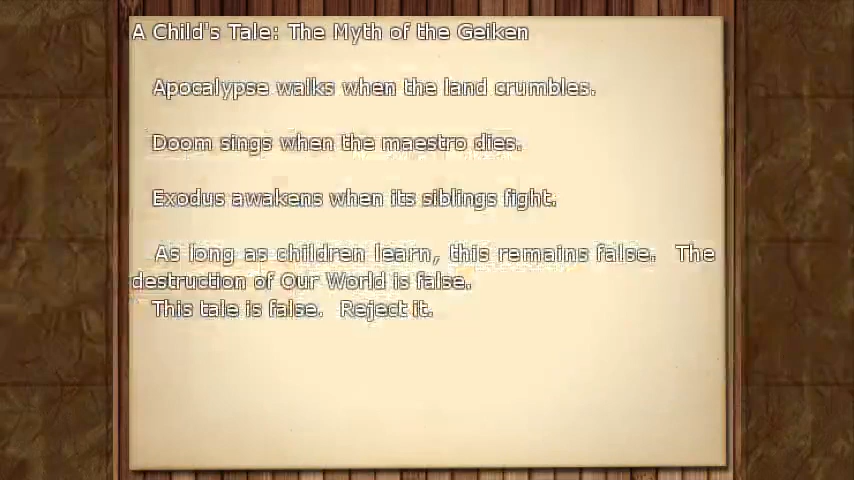 A Child's Tale: The Myth of the Geiken
Apocalypse walks when the land crumbles.
Doom sings when the maestro dies.
Exodus awakens when its siblings fight.
As long as children learn, this remains false. The
destruction of Our World is false.
This tale is false. Reject it.